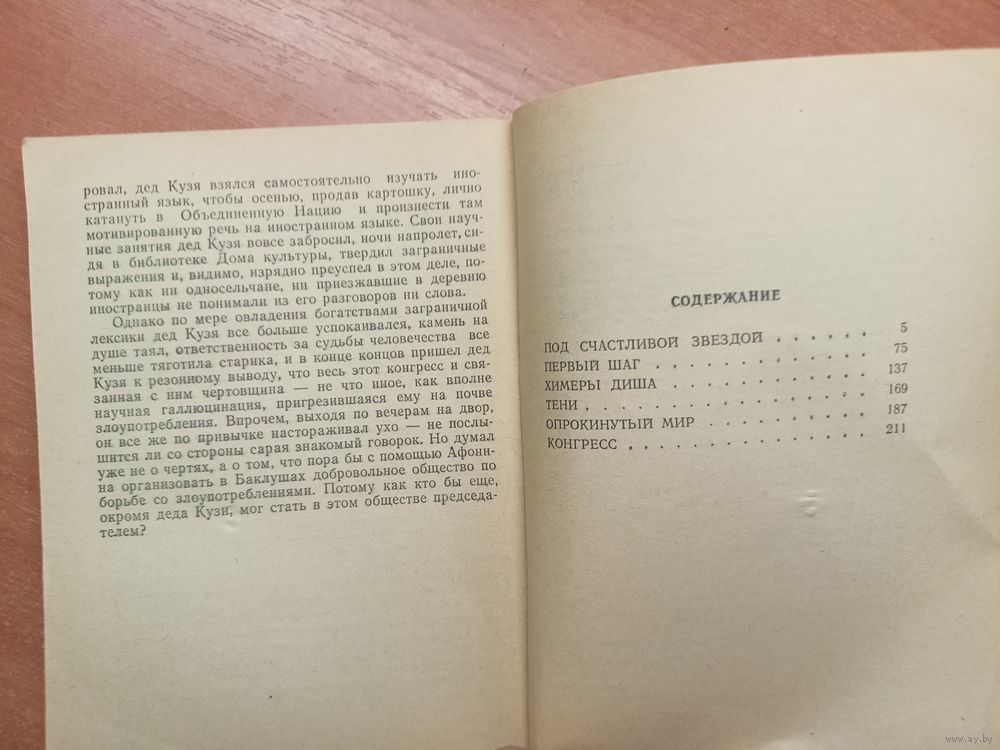 ровал, дед Кузя взялся самостоятельно изучать ино-
странный язык, чтобы осенью, продав картошку, лично
катануть в Объединенную Нацию и произнести там
мотивированную речь на иностранном языке. Свои науч-
ные занятия дед Кузя вовсе забросил, ночи напролет, си-
дя в библиотеке Дома культуры, твердил заграничные
выражения и, видимо, изрядно преуспел в этом деле, по-
тому как ни односельчане, ни приезжавшие в деревню
иностранцы не понимали из его разговоров ни слова.
Однако по мере овладения богатствами заграничной
лексики дед Кузя все больше успокаивался, камень на
душе таял, ответственность за судьбы человечества все
меньше тяготила старика, и в конце концов пришел дед
Кузя к резонному выводу, что весь этот конгресс и свя-
занная с ним чертовщина — не что иное, как вполне
научная галлюцинация, пригрезившаяся ему на почве
злоупотребления. Впрочем, выходя по вечерам на двор,
он все же по привычке настораживал ухо — не послы-
шится ли со стороны сарая знакомый говорок. Но думал
уже не о чертях, а о том, что пора бы с помощью Афони-
на организовать в Баклушах добровольное общество по
борьбе со злоупотреблениями. Потому как кто бы еще,
окромя деда Кузи, мог стать в этом обществе председа-
телем?
СОДЕРЖАНИЕ
ПОД СЧАСТЛИВОЙ ЗВЕЗДОЙ . . . . . . 5
ПЕРВЫЙ ШАГ . . . . . . . . . . . 75
ХИМЕРЫ ДИША . . . . . . . . . . 137
ТЕНИ . . . . . . . . . . . . . . 169
ОПРОКИНУТЫЙ МИР . . . . . . . . 187
КОНГРЕСС . . . . . . . . . . . . 211
www.ay.by